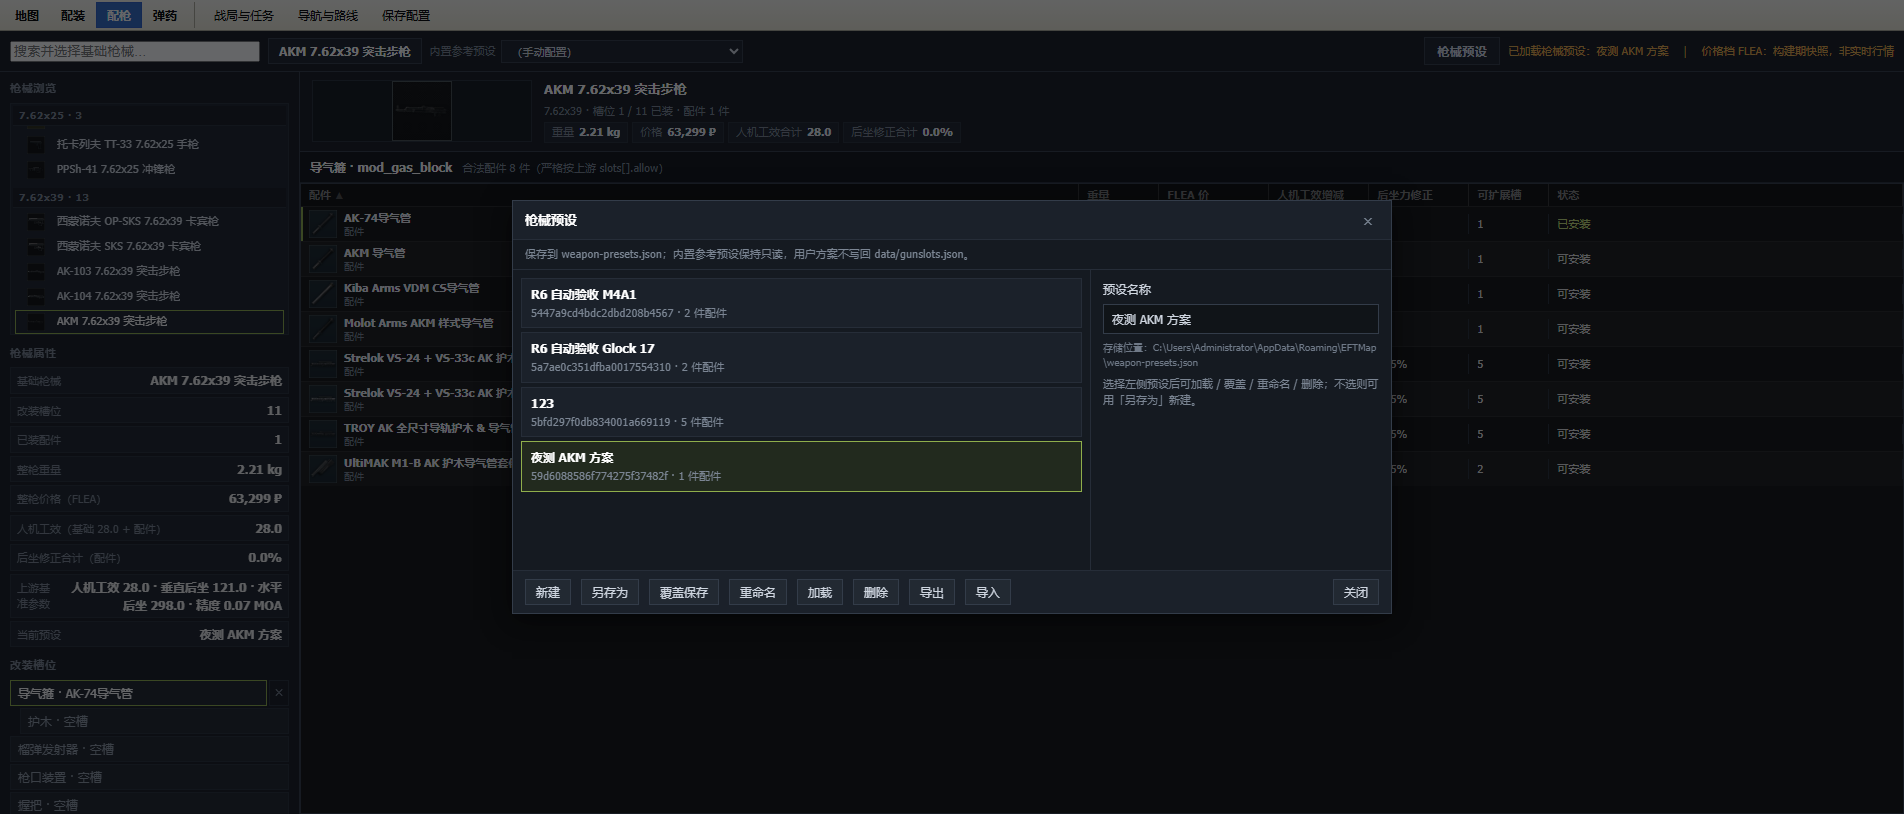 地图 配装 配枪 弹药 战局与任务 导航与路线 保存配置
搜索并选择基础枪械... AKM 7.62x39 突击步枪 内置参考预设 (手动配置) 枪械预设 已加载枪械预设：夜测 AKM 方案 | 价格档 FLEA：构建期快照，非实时行情
枪械浏览
7.62x25 · 3
托卡列夫 TT-33 7.62x25 手枪
PPSh-41 7.62x25 冲锋枪
7.62x39 · 13
西蒙诺夫 OP-SKS 7.62x39 卡宾枪
西蒙诺夫 SKS 7.62x39 卡宾枪
AK-103 7.62x39 突击步枪
AK-104 7.62x39 突击步枪
AKM 7.62x39 突击步枪
枪械属性
基础枪械 AKM 7.62x39 突击步枪
改装槽位 11
已装配件 1
整枪重量 2.21 kg
整枪价格（FLEA） 63,299 ₽
人机工效（基础 28.0 + 配件） 28.0
后坐修正合计（配件） 0.0%
上游基准参数 人机工效 28.0 · 垂直后坐 121.0 · 水平
后坐 298.0 · 精度 0.07 MOA
当前预设 夜测 AKM 方案
改装槽位
导气箍 · AK-74导气管 ×
护木 · 空槽
榴弹发射器 · 空槽
枪口装置 · 空槽
握把 · 空槽
AKM 7.62x39 突击步枪
7.62x39 · 槽位 1 / 11 已装 · 配件 1 件
重量 2.21 kg 价格 63,299 ₽ 人机工效合计 28.0 后坐修正合计 0.0%
导气箍 · mod_gas_block 合法配件 8 件（严格按上游 slots[].allow）
配件 ▲ 重量 FLEA 价 人机工效增减 后坐力修正 可扩展槽 状态
AK-74导气管
配件
1 已安装
AKM 导气管
配件
1 可安装
Kiba Arms VDM CS导气管
配件
1 可安装
Molot Arms AKM 样式导气管
配件
1 可安装
Strelok VS-24 + VS-33c AK 护木
配件
5% 5 可安装
Strelok VS-24 + VS-33c AK 护木
配件
5% 5 可安装
TROY AK 全尺寸导轨护木 & 导气
配件
5% 5 可安装
UltiMAK M1-B AK 护木导气管套
配件
5% 2 可安装
枪械预设 ×
保存到 weapon-presets.json；内置参考预设保持只读，用户方案不写回 data/gunslots.json。
R6 自动验收 M4A1
5447a9cd4bdc2dbd208b4567 · 2 件配件
R6 自动验收 Glock 17
5a7ae0c351dfba0017554310 · 2 件配件
123
5bfd297f0db834001a669119 · 5 件配件
夜测 AKM 方案
59d6088586f774275f37482f · 1 件配件
预设名称
夜测 AKM 方案
存储位置：C:\Users\Administrator\AppData\Roaming\EFTMap
\weapon-presets.json
选择左侧预设后可加载 / 覆盖 / 重命名 / 删除；不选则可
用「另存为」新建。
新建 另存为 覆盖保存 重命名 加载 删除 导出 导入 关闭